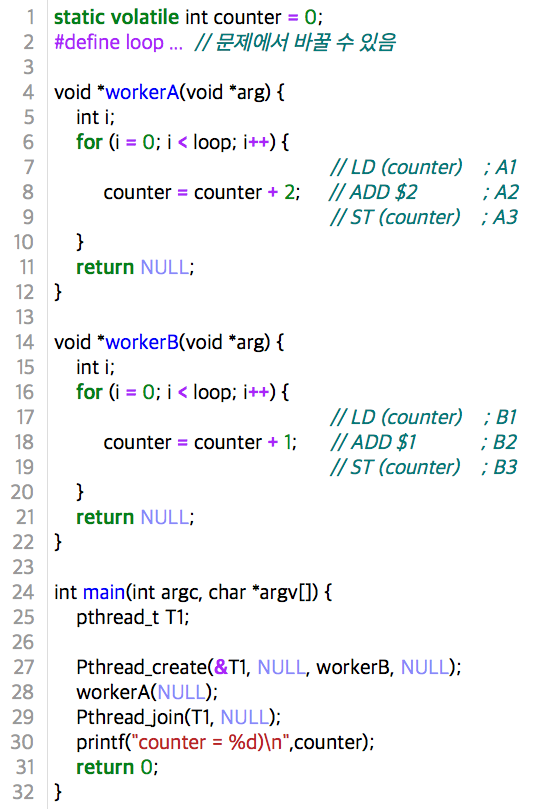 1 static volatile int counter = 0;
2 #define loop ... // 문제에서 바꿀 수 있음
3
4 void *workerA(void *arg) {
5 int i;
6 for (i = 0; i < loop; i++) {
7 // LD (counter) ; A1
8 counter = counter + 2; // ADD $2 ; A2
9 // ST (counter) ; A3
10 }
11 return NULL;
12 }
13
14 void *workerB(void *arg) {
15 int i;
16 for (i = 0; i < loop; i++) {
17 // LD (counter) ; B1
18 counter = counter + 1; // ADD $1 ; B2
19 // ST (counter) ; B3
20 }
21 return NULL;
22 }
23
24 int main(int argc, char *argv[]) {
25 pthread_t T1;
26
27 Pthread_create(&T1, NULL, workerB, NULL);
28 workerA(NULL);
29 Pthread_join(T1, NULL);
30 printf("counter = %d)\n",counter);
31 return 0;
32 }